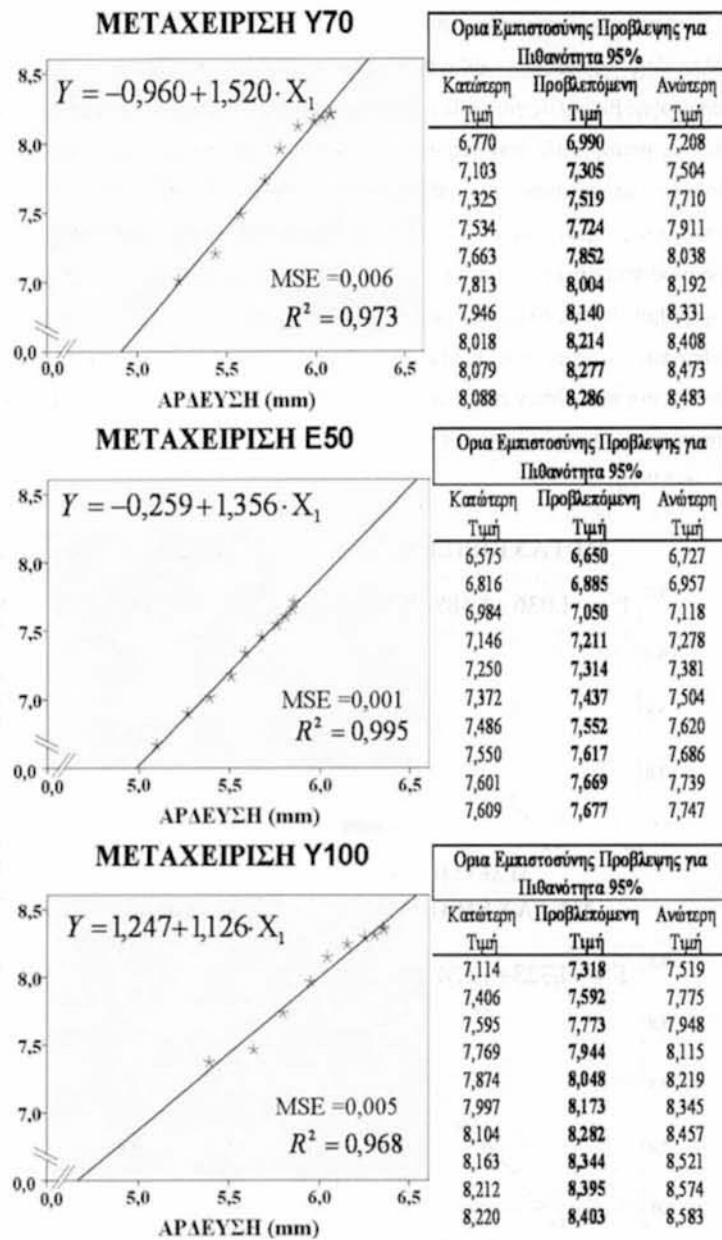 ΜΕΤΑΧΕΙΡΙΣΗ Υ70
8,5
Y = −0,960+1,520· X₁
8,0
7,5
7,0
MSE =0,006
R² = 0,973
0,0
0,0 5,0 5,5 6,0 6,5
ΑΡΔΕΥΣΗ (mm)
Ορια Εμπιστοσύνης Προβλεψης για
Πιθανότητα 95%
Κατώτερη Προβλεπόμενη Ανώτερη
Τιμή Τιμή Τιμή
6,770 6,990 7,208
7,103 7,305 7,504
7,325 7,519 7,710
7,534 7,724 7,911
7,663 7,852 8,038
7,813 8,004 8,192
7,946 8,140 8,331
8,018 8,214 8,408
8,079 8,277 8,473
8,088 8,286 8,483
ΜΕΤΑΧΕΙΡΙΣΗ Ε50
8,5
Y = −0,259+1,356· X₁
8,0
7,5
7,0
MSE =0,001
R² = 0,995
0,0
0,0 5,0 5,5 6,0 6,5
ΑΡΔΕΥΣΗ (mm)
Ορια Εμπιστοσύνης Προβλεψης για
Πιθανότητα 95%
Κατώτερη Προβλεπόμενη Ανώτερη
Τιμή Τιμή Τιμή
6,575 6,650 6,727
6,816 6,885 6,957
6,984 7,050 7,118
7,146 7,211 7,278
7,250 7,314 7,381
7,372 7,437 7,504
7,486 7,552 7,620
7,550 7,617 7,686
7,601 7,669 7,739
7,609 7,677 7,747
ΜΕΤΑΧΕΙΡΙΣΗ Υ100
8,5
Y = 1,247+1,126· X₁
8,0
7,5
7,0
MSE =0,005
R² = 0,968
0,0
0,0 5,0 5,5 6,0 6,5
ΑΡΔΕΥΣΗ (mm)
Ορια Εμπιστοσύνης Προβλεψης για
Πιθανότητα 95%
Κατώτερη Προβλεπόμενη Ανώτερη
Τιμή Τιμή Τιμή
7,114 7,318 7,519
7,406 7,592 7,775
7,595 7,773 7,948
7,769 7,944 8,115
7,874 8,048 8,219
7,997 8,173 8,345
8,104 8,282 8,457
8,163 8,344 8,521
8,212 8,395 8,574
8,220 8,403 8,583